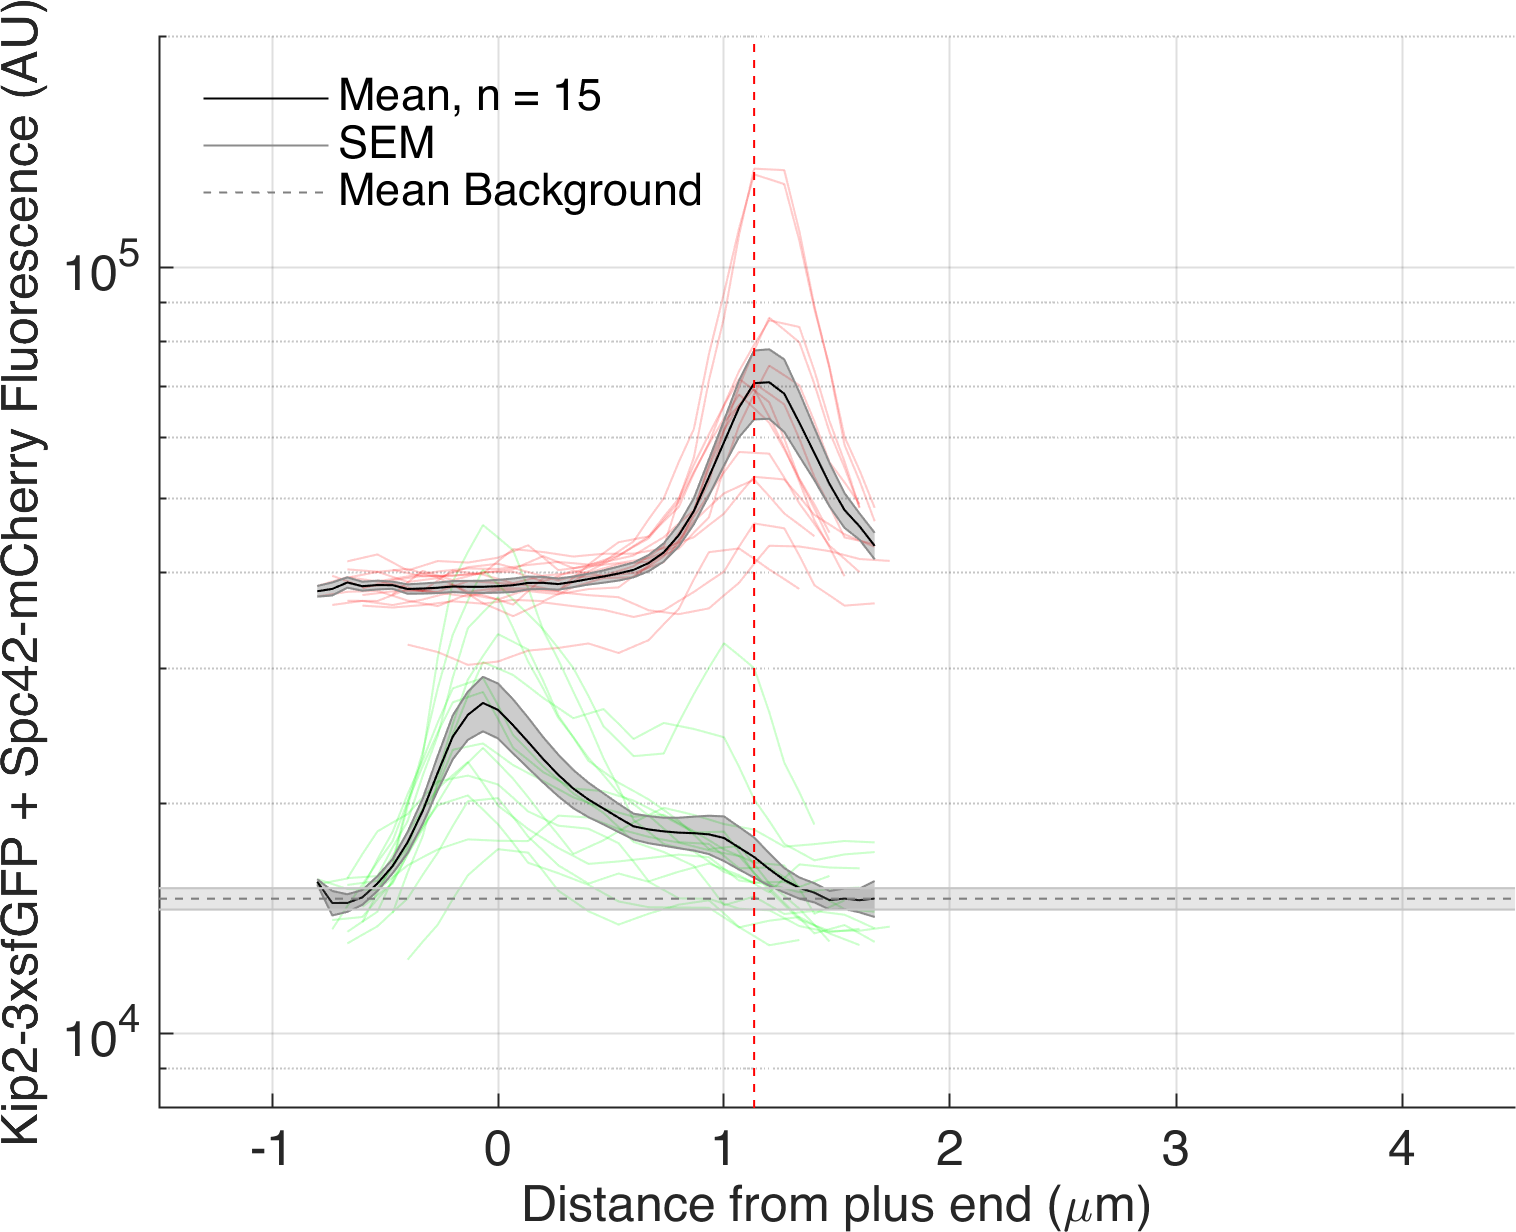 Kip2-3xsfGFP + Spc42-mCherry Fluorescence (AU)
Mean, n = 15
SEM
Mean Background
10^5
10^4
-1 0 1 2 3 4
Distance from plus end (μm)